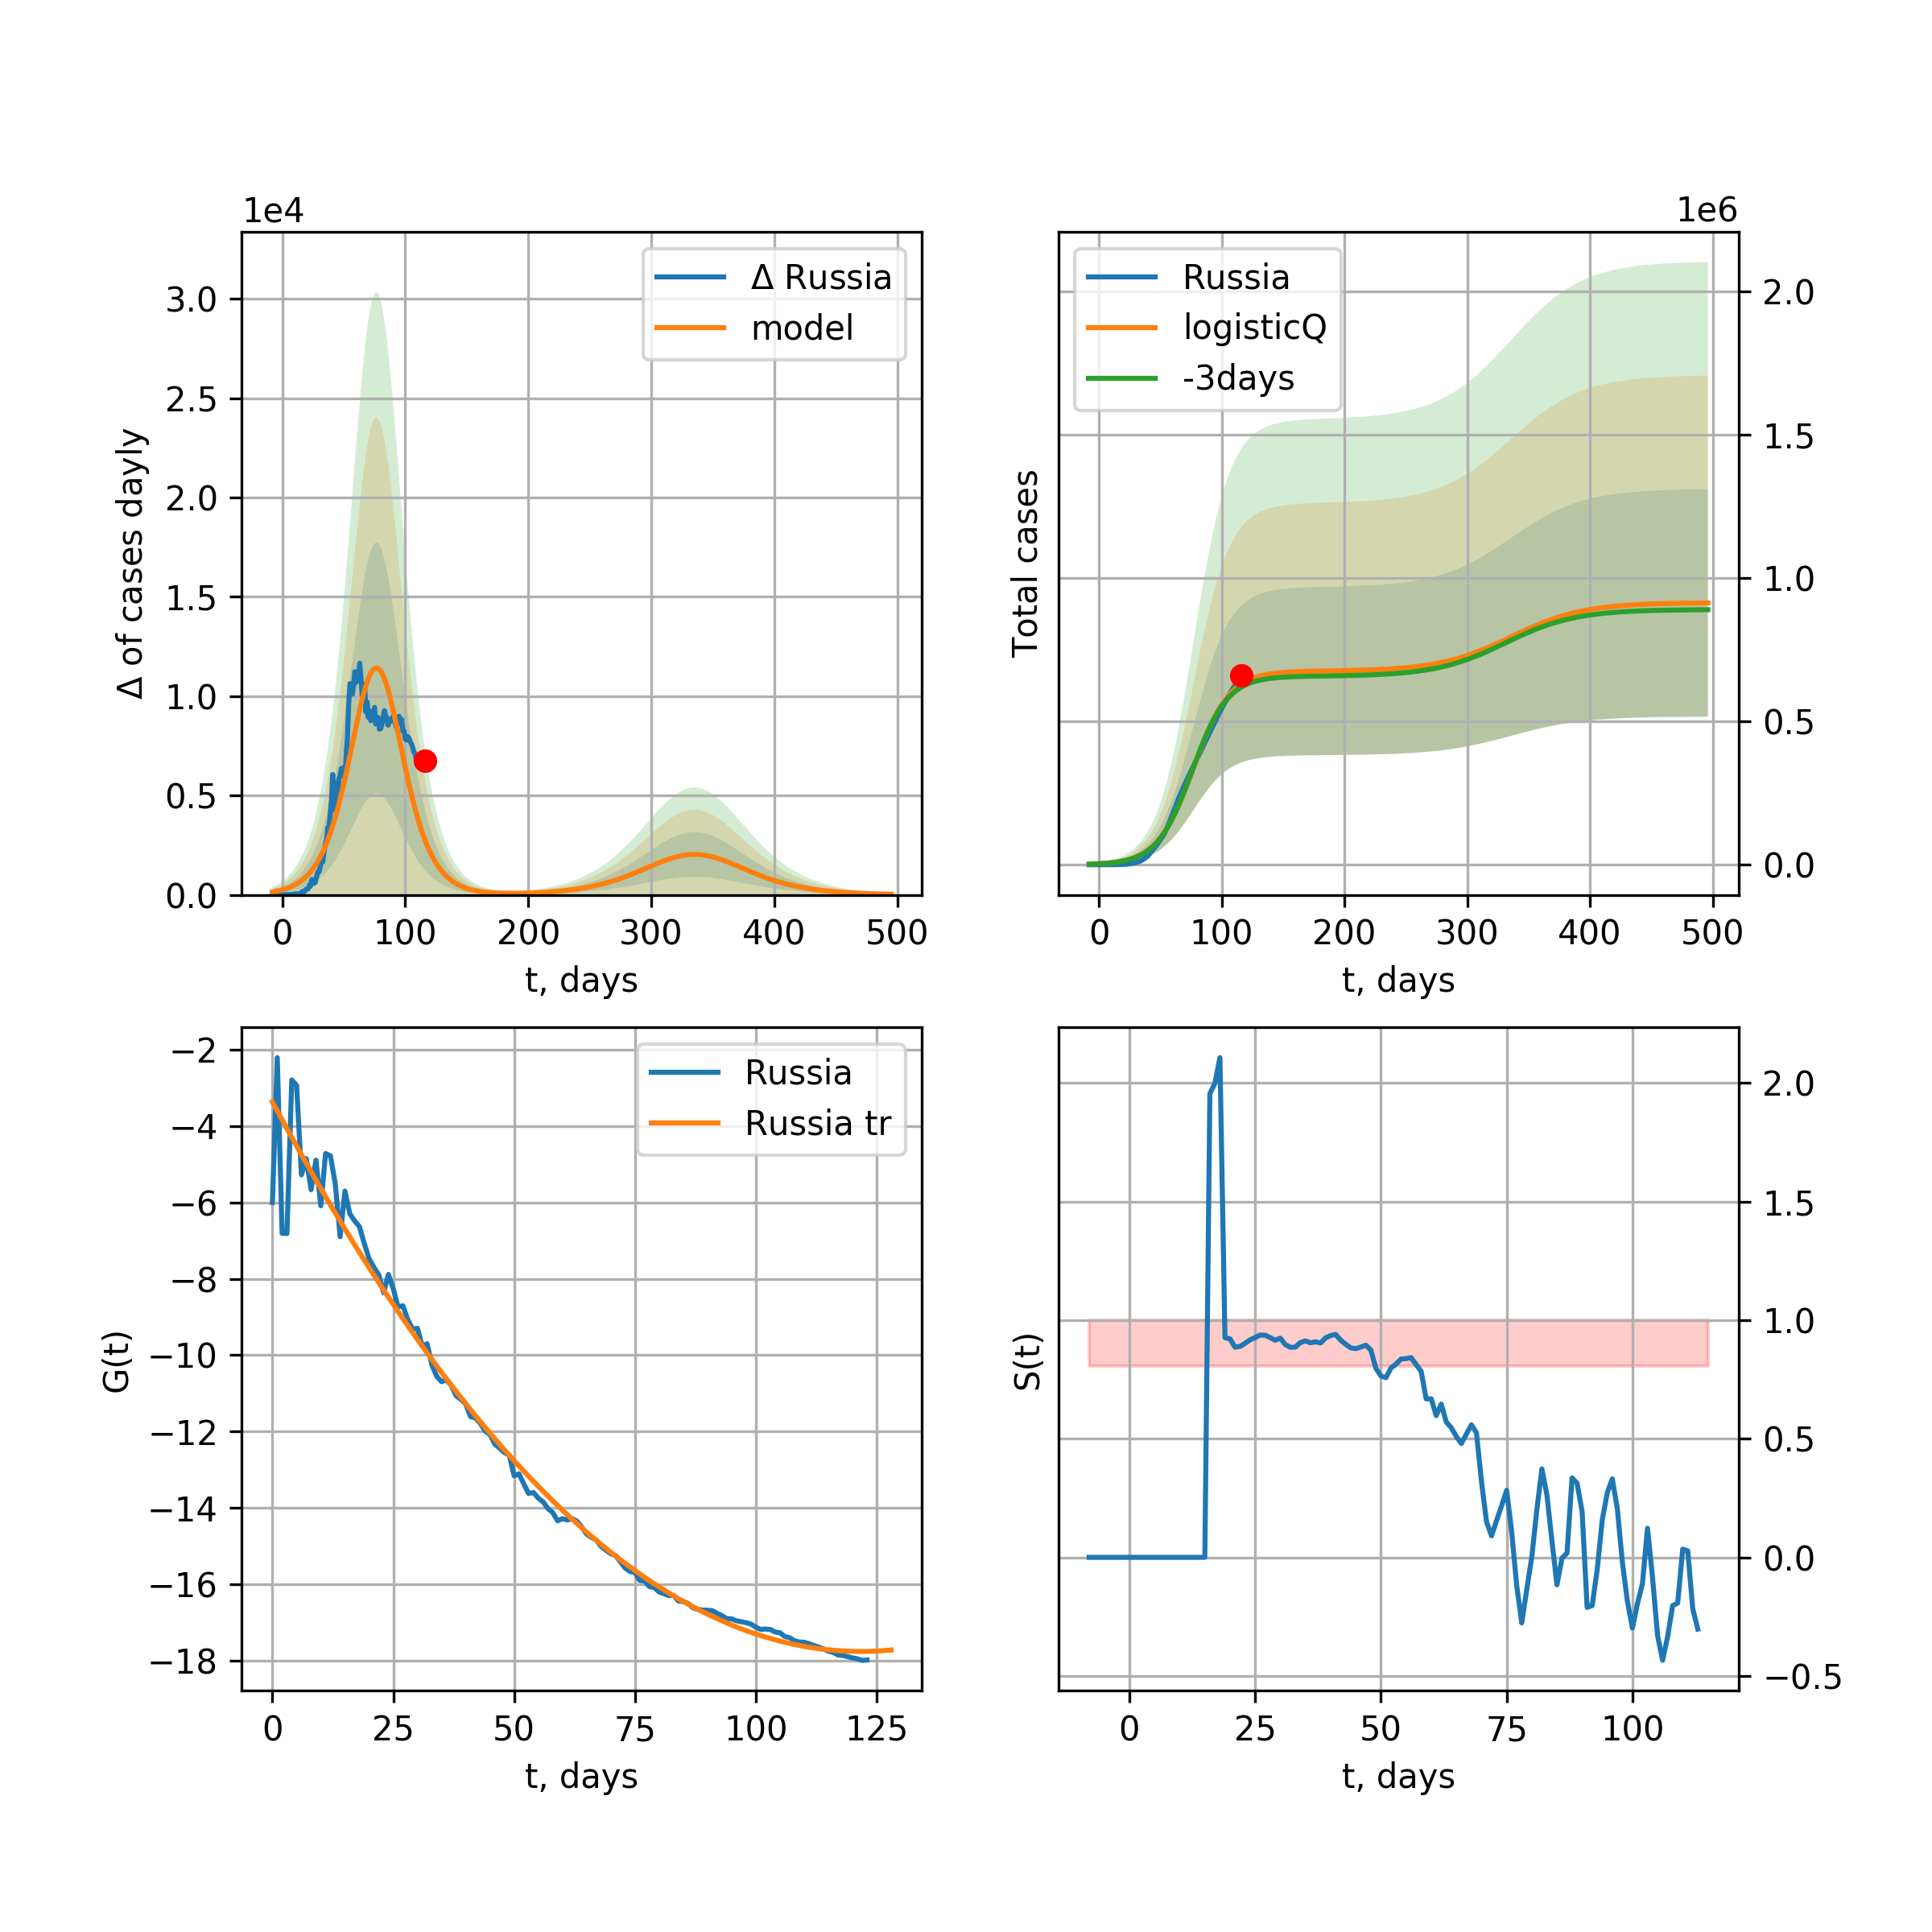 1e4
3.0
2.5
2.0
1.5
1.0
0.5
0.0
Δ of cases dayly
Δ Russia
model
0 100 200 300 400 500
t, days
1e6
Russia
logisticQ
-3days
Total cases
2.0
1.5
1.0
0.5
0.0
0 100 200 300 400 500
t, days
−2
−4
−6
−8
−10
−12
−14
−16
−18
G(t)
Russia
Russia tr
0 25 50 75 100 125
t, days
S(t)
2.0
1.5
1.0
0.5
0.0
−0.5
0 25 50 75 100
t, days